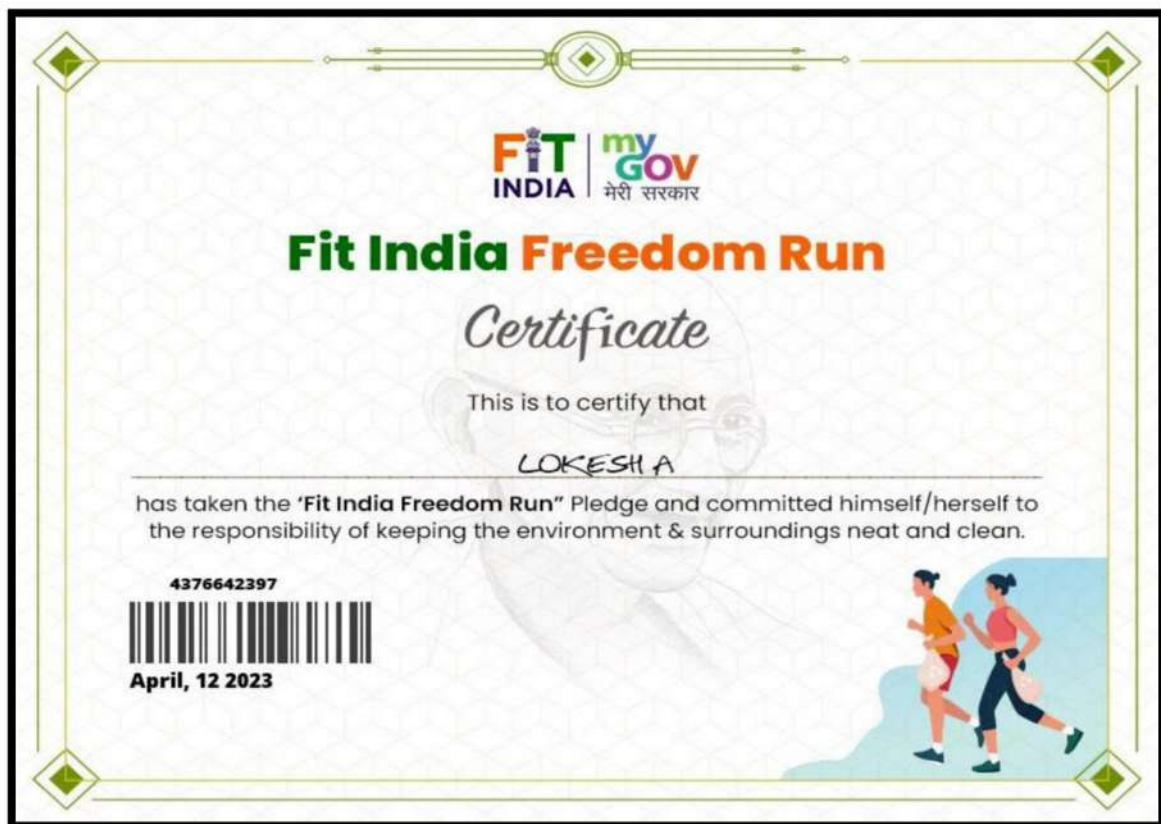 FiT my
INDIA GOV
मेरी सरकार
Fit India Freedom Run
Certificate
This is to certify that
LOKESH A
has taken the ‘Fit India Freedom Run” Pledge and committed himself/herself to
the responsibility of keeping the environment & surroundings neat and clean.
4376642397
April, 12 2023